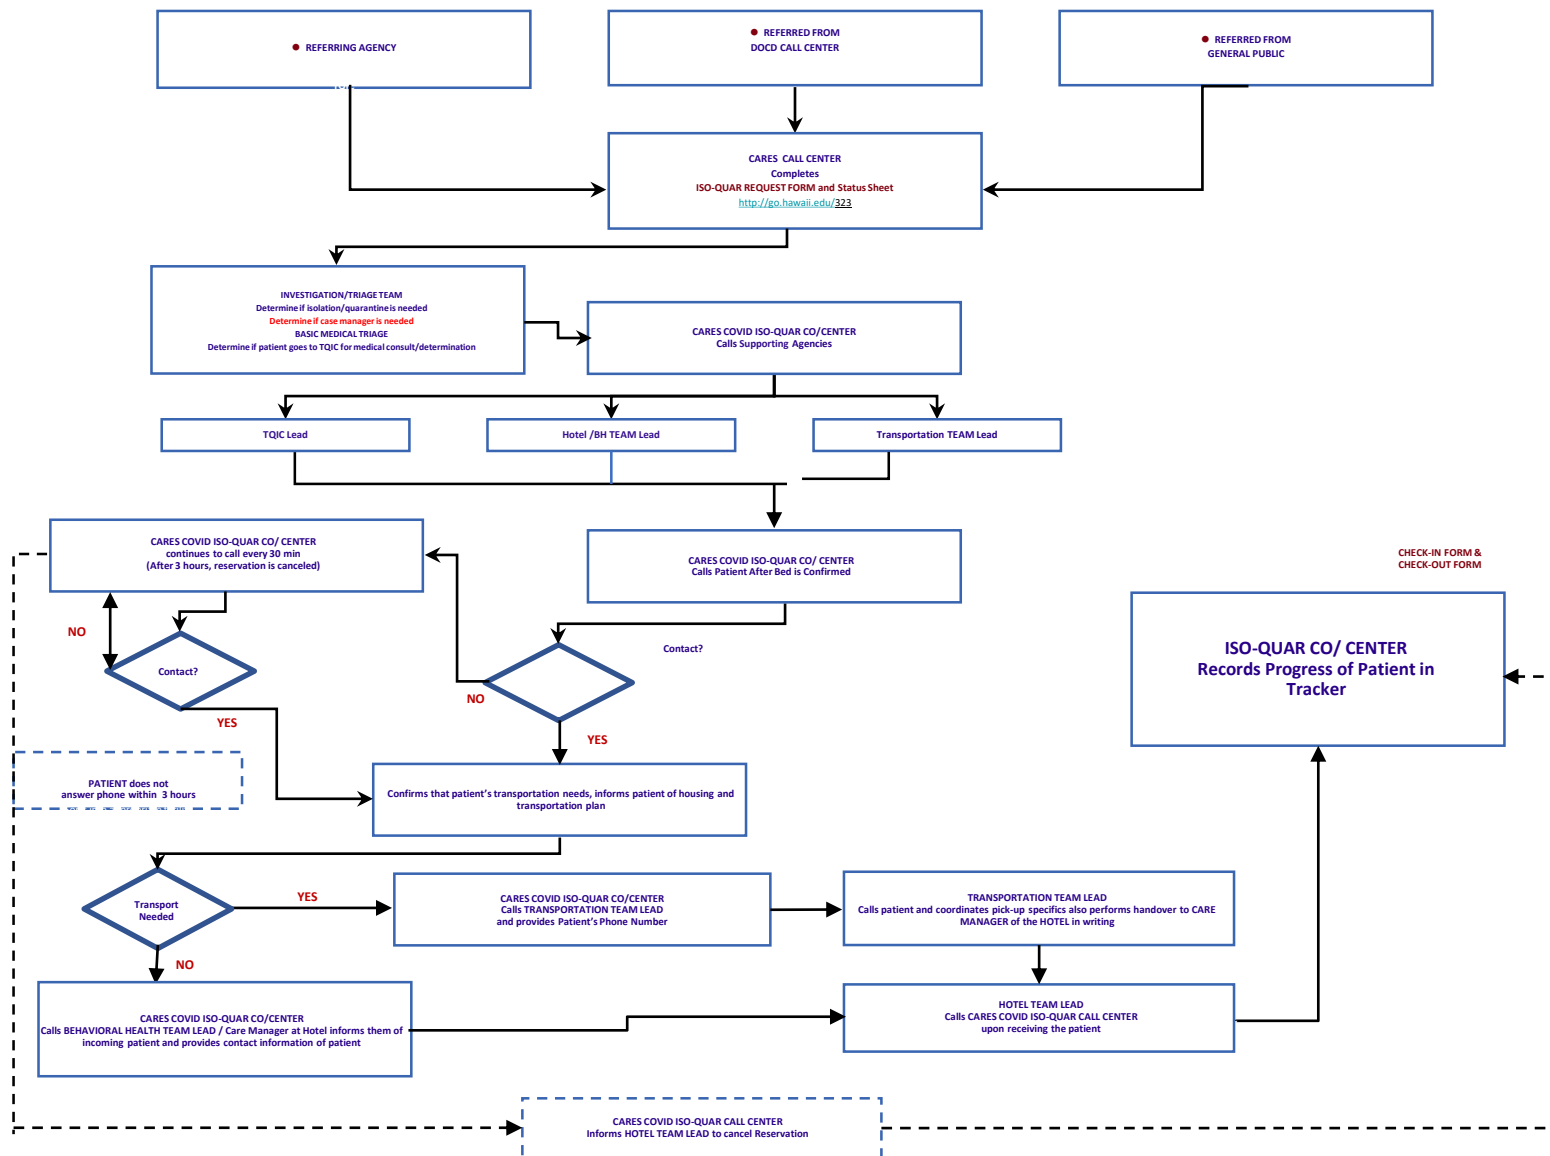 ● REFERRING AGENCY
● REFERRED FROM
DOCD CALL CENTER
● REFERRED FROM
GENERAL PUBLIC
CARES CALL CENTER
Completes
ISO-QUAR REQUEST FORM and Status Sheet
http://go.hawaii.edu/323
INVESTIGATION/TRIAGE TEAM
Determine if isolation/quarantine is needed
Determine if case manager is needed
BASIC MEDICAL TRIAGE
Determine if patient goes to TQIC for medical consult/determination
CARES COVID ISO-QUAR CO/CENTER
Calls Supporting Agencies
TQIC Lead
Hotel /BH TEAM Lead
Transportation TEAM Lead
CARES COVID ISO-QUAR CO/ CENTER
continues to call every 30 min
(After 3 hours, reservation is canceled)
CARES COVID ISO-QUAR CO/ CENTER
Calls Patient After Bed is Confirmed
CHECK-IN FORM &
CHECK-OUT FORM
NO
Contact?
Contact?
NO
YES
YES
ISO-QUAR CO/ CENTER
Records Progress of Patient in
Tracker
PATIENT does not
answer phone within 3 hours
Confirms that patient's transportation needs, informs patient of housing and
transportation plan
Transport
Needed
YES
NO
CARES COVID ISO-QUAR CO/CENTER
Calls TRANSPORTATION TEAM LEAD
and provides Patient's Phone Number
TRANSPORTATION TEAM LEAD
Calls patient and coordinates pick-up specifics also performs handover to CARE
MANAGER of the HOTEL in writing
CARES COVID ISO-QUAR CO/CENTER
Calls BEHAVIORAL HEALTH TEAM LEAD / Care Manager at Hotel informs them of
incoming patient and provides contact information of patient
HOTEL TEAM LEAD
Calls CARES COVID ISO-QUAR CALL CENTER
upon receiving the patient
CARES COVID ISO-QUAR CALL CENTER
Informs HOTEL TEAM LEAD to cancel Reservation